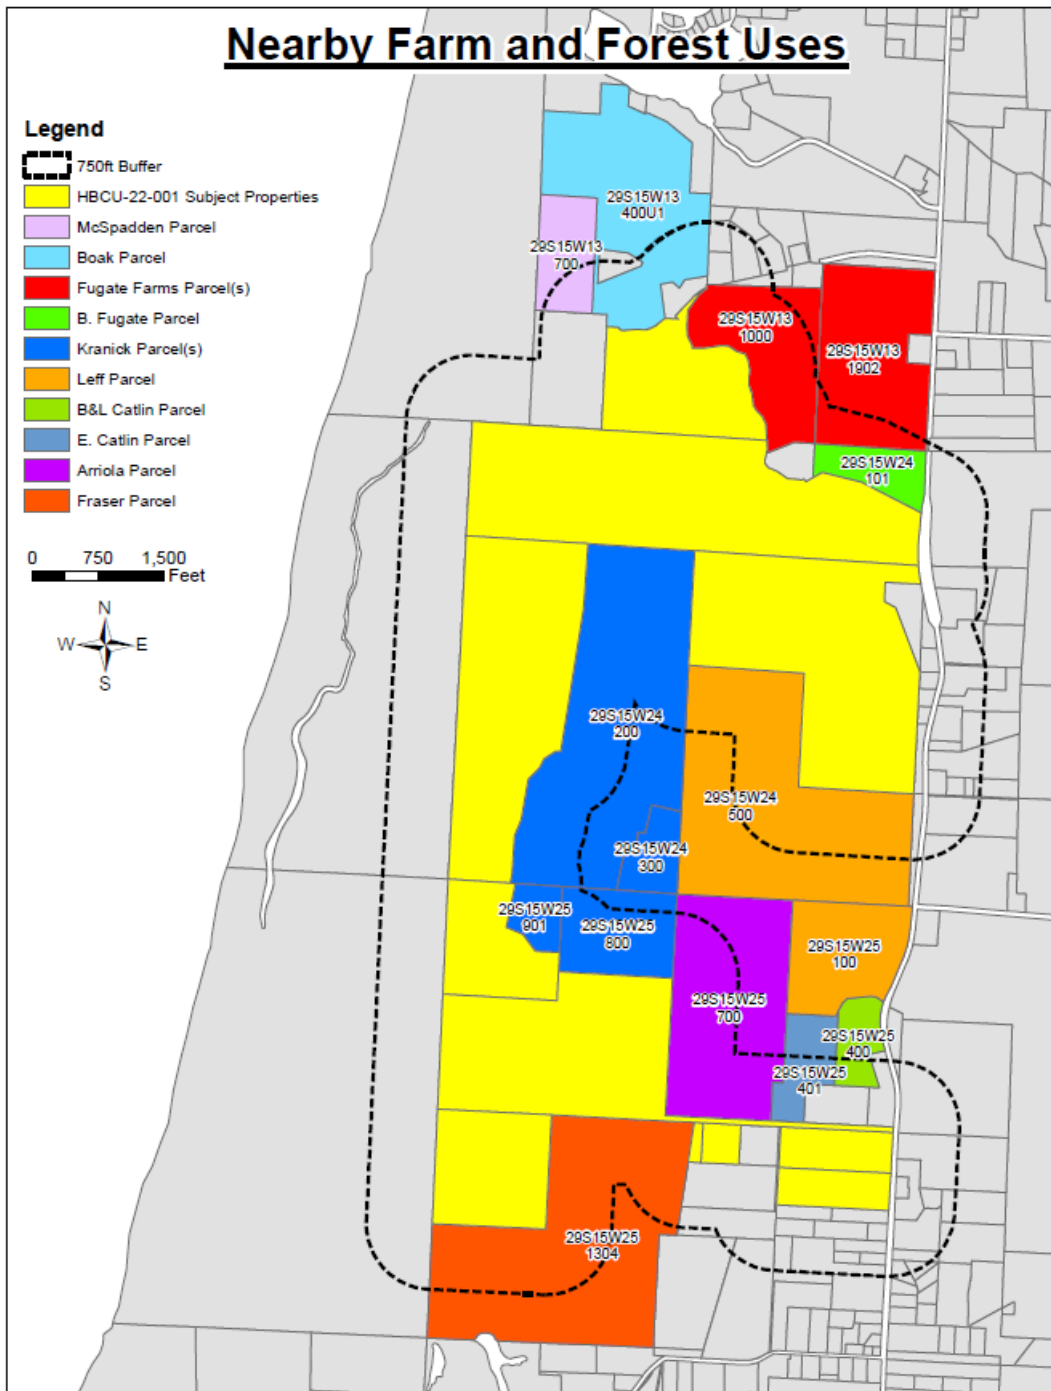 Nearby Farm and Forest Uses
Legend
750ft Buffer
HBCU-22-001 Subject Properties
McSpadden Parcel
Boak Parcel
Fugate Farms Parcel(s)
B. Fugate Parcel
Kranick Parcel(s)
Leff Parcel
B&L Catlin Parcel
E. Catlin Parcel
Arriola Parcel
Fraser Parcel
0 750 1,500
Feet
N
W E
S
29S15W13
400U1
29S15W13
700
29S15W13
1000
29S15W13
1902
29S15W24
101
29S15W24
200
29S15W24
500
29S15W24
300
29S15W25
901
29S15W25
800
29S15W25
100
29S15W25
700
29S15W25
400
29S15W25
401
29S15W25
1304